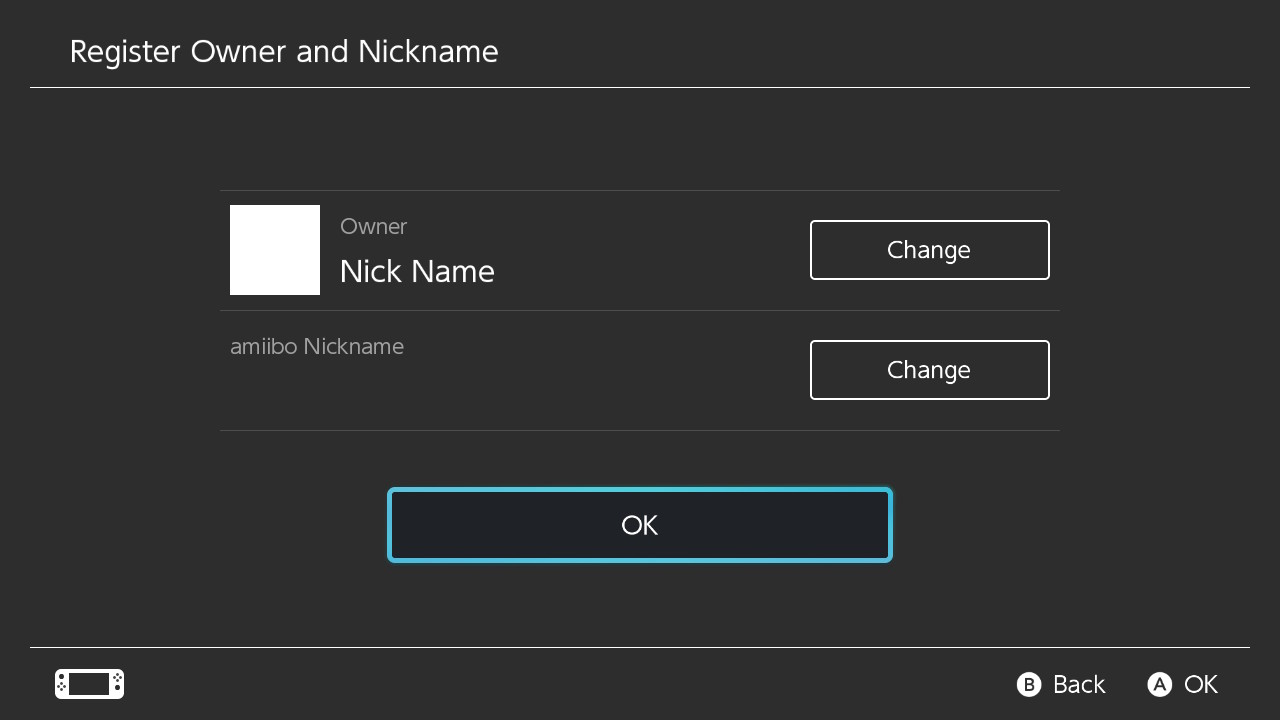 Register Owner and Nickname
Owner
Nick Name
Change
amiibo Nickname
Change
OK
B Back
A OK